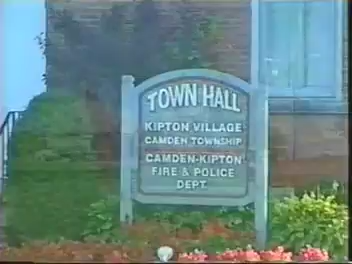 TOWN HALL
KIPTON VILLAGE
CAMDEN TOWNSHIP
CAMDEN-KIPTON
FIRE & POLICE
DEPT.